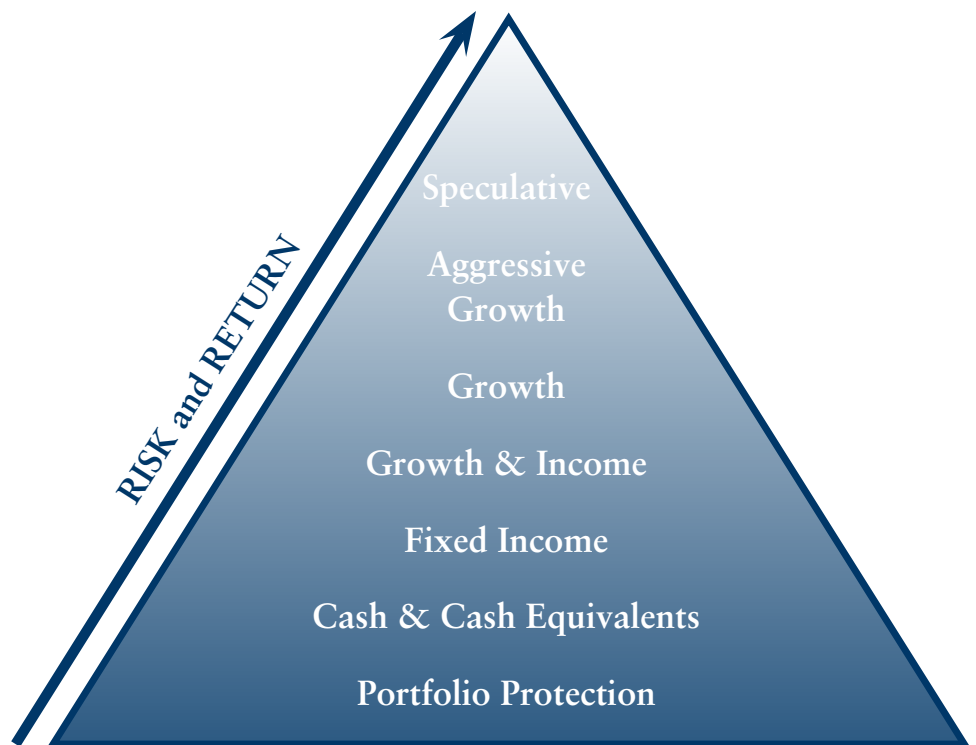 Speculative
Aggressive
Growth
RISK and RETURN
Growth
Growth & Income
Fixed Income
Cash & Cash Equivalents
Portfolio Protection